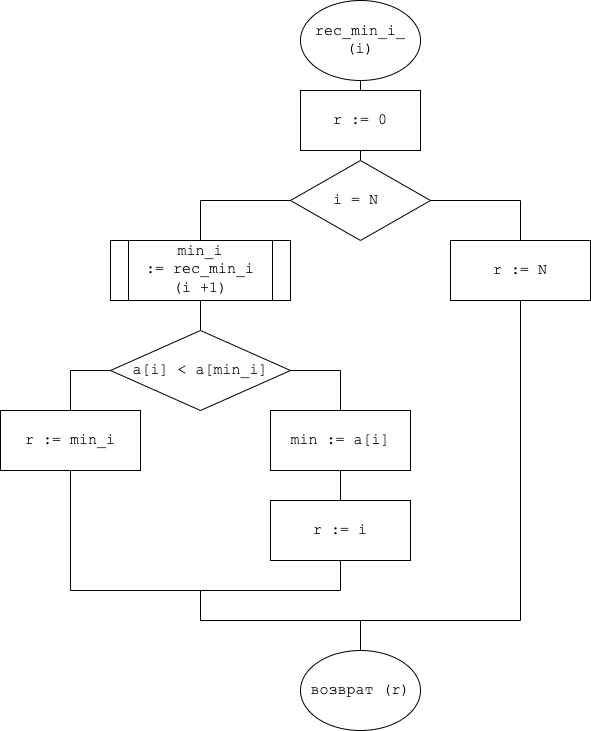 rec_min_i_
(i)
r := 0
i = N
min_i
:= rec_min_i
(i +1)
r := N
a[i] < a[min_i]
r := min_i
min := a[i]
r := i
возврат (r)